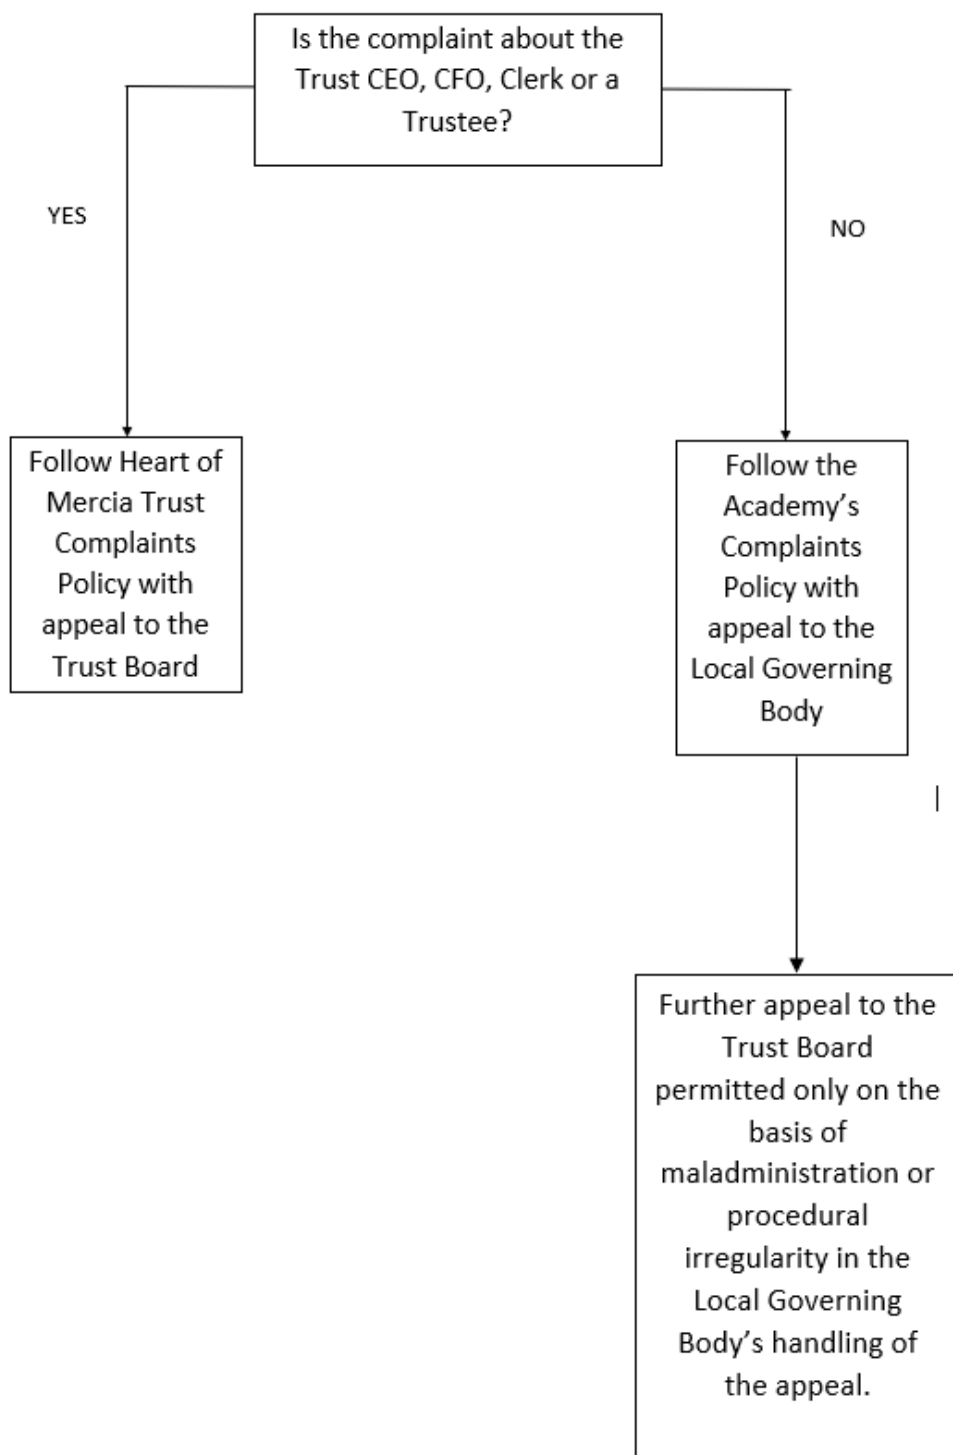 Is the complaint about the
Trust CEO, CFO, Clerk or a
Trustee?
YES
NO
Follow Heart of
Mercia Trust
Complaints
Policy with
appeal to the
Trust Board
Follow the
Academy’s
Complaints
Policy with
appeal to the
Local Governing
Body
Further appeal to the
Trust Board
permitted only on the
basis of
maladministration or
procedural
irregularity in the
Local Governing
Body’s handling of
the appeal.